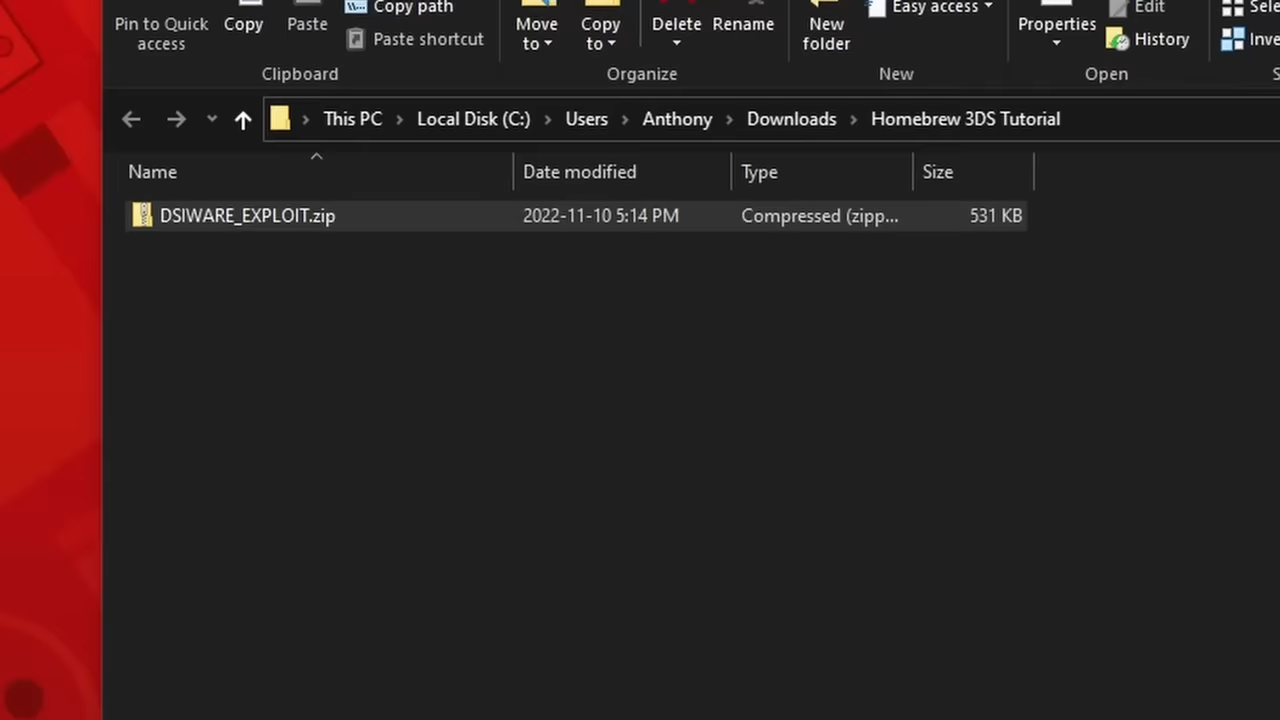 Pin to Quick access
Copy
Paste
Copy path
Paste shortcut
Move to
Copy to
Delete
Rename
New folder
Easy access
Properties
Edit
History
Clipboard
Organize
New
Open
This PC > Local Disk (C:) > Users > Anthony > Downloads > Homebrew 3DS Tutorial
Name Date modified Type Size
DSIWARE_EXPLOIT.zip 2022-11-10 5:14 PM Compressed (zipp... 531 KB